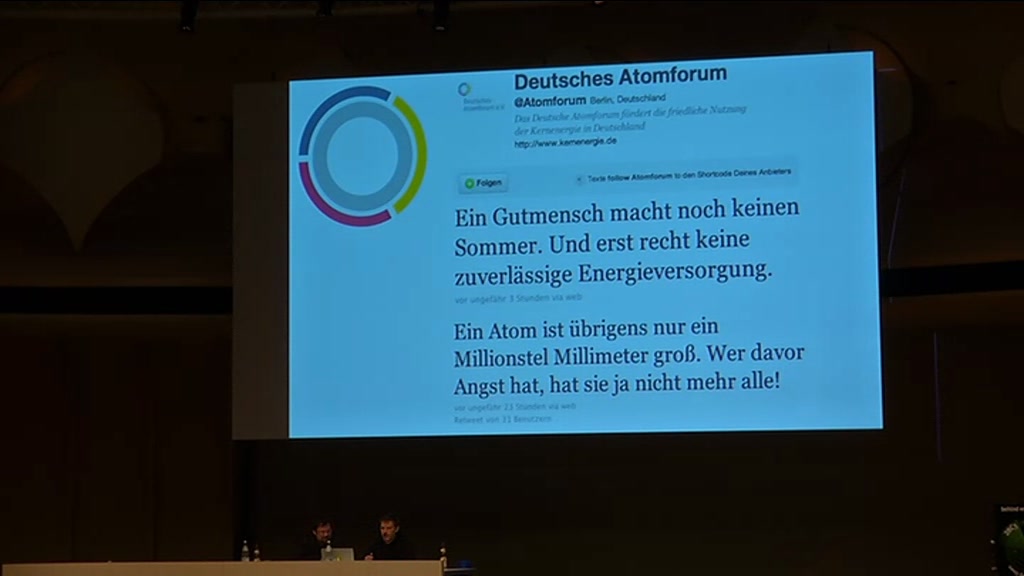 Deutsches Atomforum
@Atomforum Berlin, Deutschland
Das Deutsche Atomforum fördert die friedliche Nutzung
der Kernenergie in Deutschland
http://www.kernenergie.de
Folgen
Texte follow Atomforum to den Shortcode Deines Anbieters
Ein Gutmensch macht noch keinen
Sommer. Und erst recht keine
zuverlässige Energieversorgung.
vor ungefähr 3 Stunden via web
Ein Atom ist übrigens nur ein
Millionstel Millimeter groß. Wer davor
Angst hat, hat sie ja nicht mehr alle!
vor ungefähr 23 Stunden via web
Retweet von 31 Benutzern